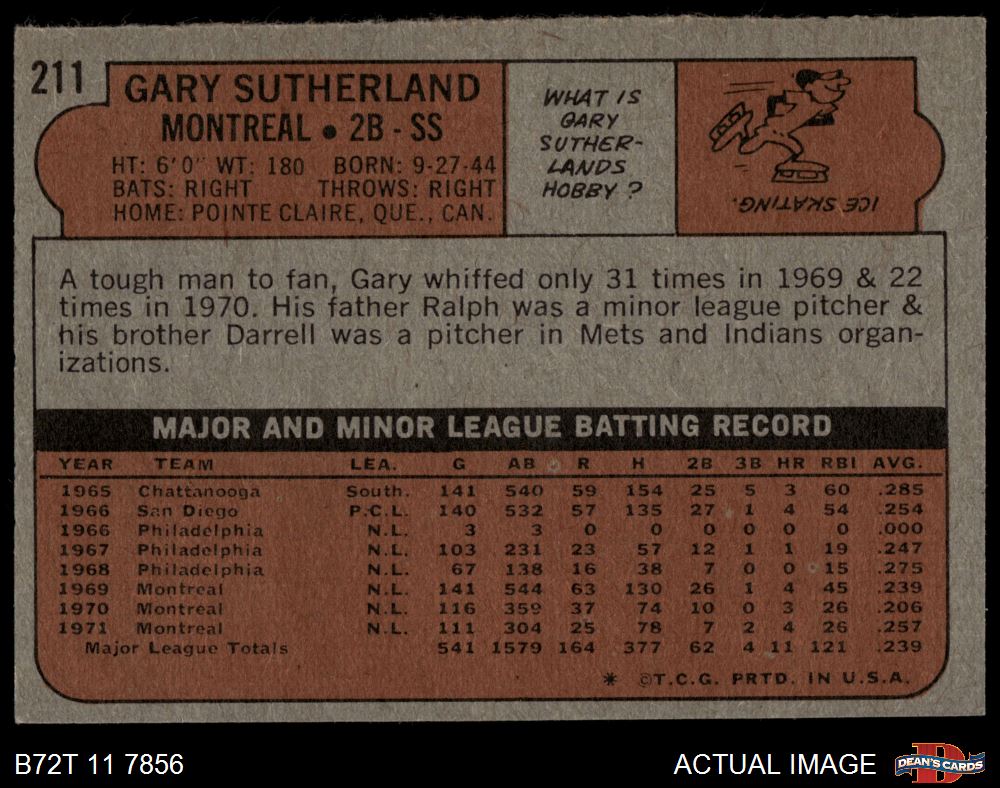 211
GARY SUTHERLAND
MONTREAL • 2B - SS
HT: 6'0" WT: 180 BORN: 9-27-44
BATS: RIGHT THROWS: RIGHT
HOME: POINTE CLAIRE, QUE., CAN.
WHAT IS
GARY
SUTHER-
LANDS
HOBBY?
ICE SKATING.
A tough man to fan, Gary whiffed only 31 times in 1969 & 22
times in 1970. His father Ralph was a minor league pitcher &
his brother Darrell was a pitcher in Mets and Indians organ-
izations.
MAJOR AND MINOR LEAGUE BATTING RECORD
YEAR TEAM LEA. G AB R H 2B 3B HR RBI AVG.
1965 Chattanooga South. 141 540 59 154 25 5 3 60 .285
1966 San Diego P.C.L. 140 532 57 135 27 1 4 54 .254
1966 Philadelphia N.L. 3 3 0 0 0 0 0 0 .000
1967 Philadelphia N.L. 103 231 23 57 12 1 1 19 .247
1968 Philadelphia N.L. 67 138 16 38 7 0 0 15 .275
1969 Montreal N.L. 141 544 63 130 26 1 4 45 .239
1970 Montreal N.L. 116 359 37 74 10 0 3 26 .206
1971 Montreal N.L. 111 304 25 78 7 2 4 26 .257
Major League Totals 541 1579 164 377 62 4 11 121 .239
* ©T.C.G. PRTD. IN U.S.A.
B72T 11 7856
ACTUAL IMAGE
D
DEAN'S CARDS